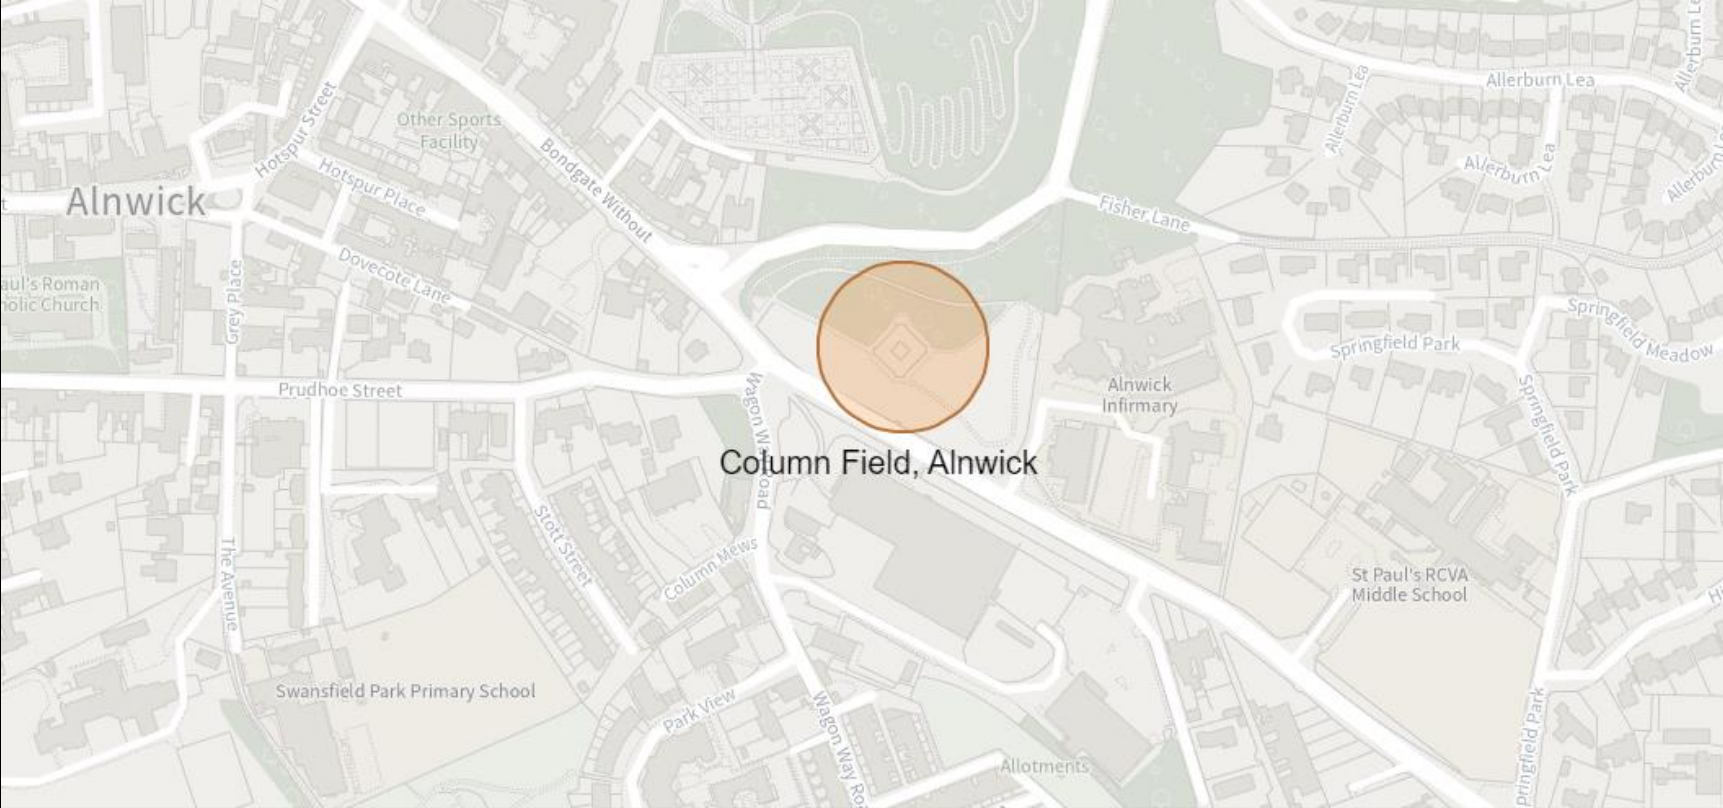 Allerburn Lea
Allerburn Lea
Allerburn Lea
Allerburn Lea
Other Sports
Facility
Hotspur Street
Bondgate Without
Hotspur Place
Alnwick
Fisher Lane
Dovecote Lane
aul's Roman
holic Church
Grey Place
Springfield Meadow
Springfield Park
Prudhoe Street
Alnwick
Infirmary
Wagon Way Road
Springfield Park
Column Field, Alnwick
Stott Street
Column Mews
The Avenue
St Paul's RCVA
Middle School
Swansfield Park Primary School
Park View
Wagon Way Ro
Allotments
pringfield Park